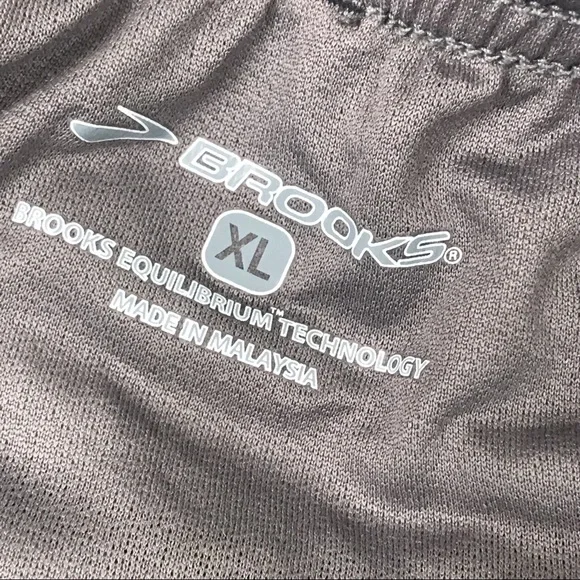 BROOKS®
XL
BROOKS EQUILIBRIUM™ TECHNOLOGY
MADE IN MALAYSIA